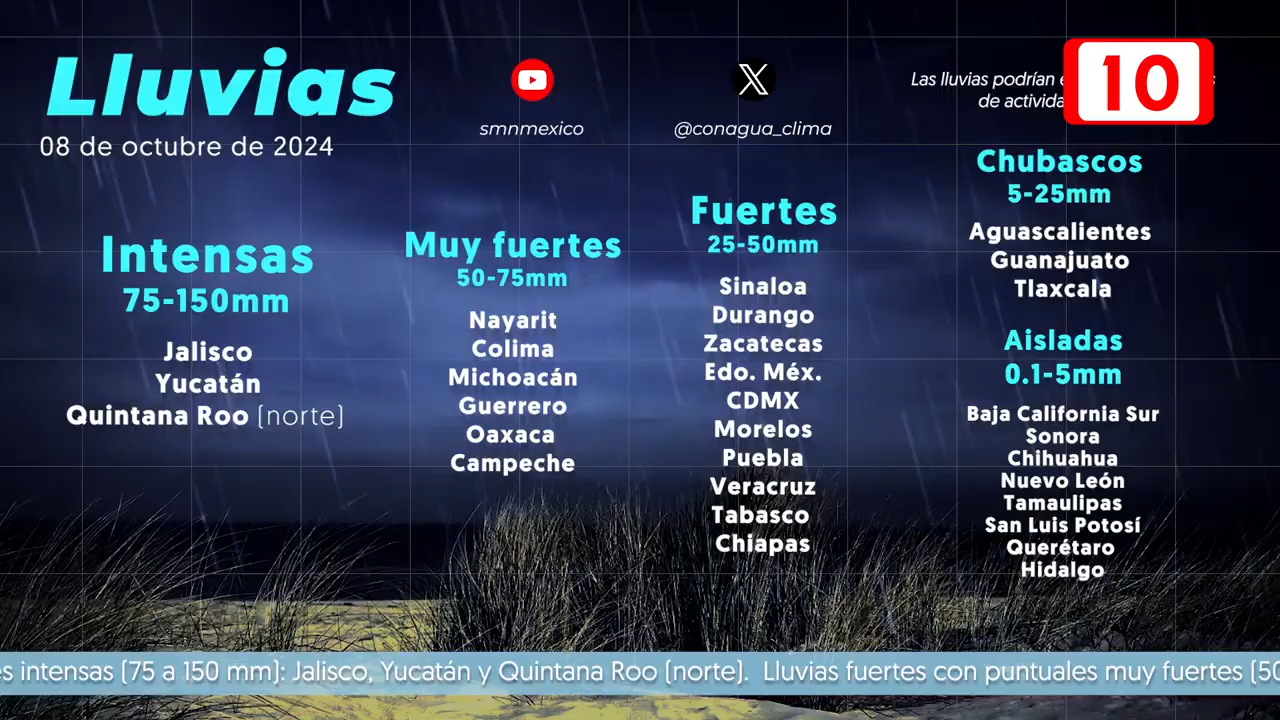 Lluvias
08 de octubre de 2024
smnmexico
@conagua_clima
Las lluvias podrían
de
10
Intensas
75-150mm
Jalisco
Yucatán
Quintana Roo (norte)
Muy fuertes
50-75mm
Nayarit
Colima
Michoacán
Guerrero
Oaxaca
Campeche
Fuertes
25-50mm
Sinaloa
Durango
Zacatecas
Edo. Méx.
CDMX
Morelos
Puebla
Veracruz
Tabasco
Chiapas
Chubascos
5-25mm
Aguascalientes
Guanajuato
Tlaxcala
Aisladas
0.1-5mm
Baja California Sur
Sonora
Chihuahua
Nuevo León
Tamaulipas
San Luis Potosí
Querétaro
Hidalgo
intensas (75 a 150 mm): Jalisco, Yucatán y Quintana Roo (norte). Lluvias fuertes con puntuales muy fuertes (50